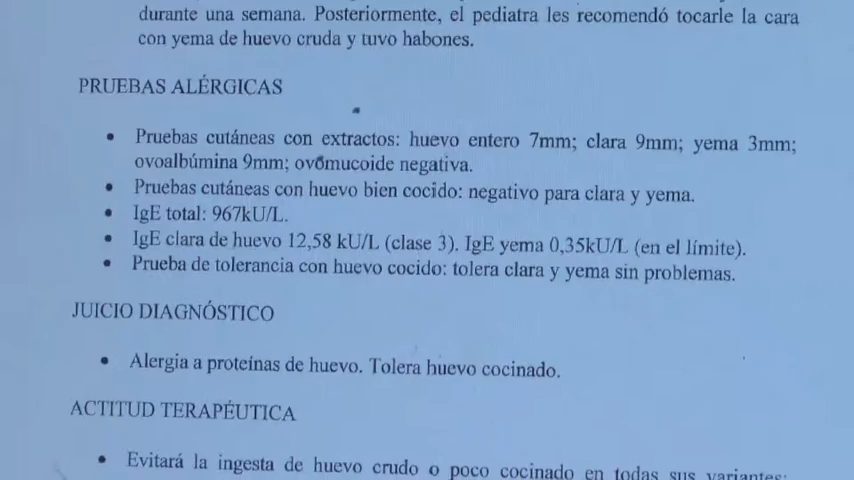 durante una semana. Posteriormente, el pediatra les recomendó tocarle la cara
con yema de huevo cruda y tuvo habones.
PRUEBAS ALÉRGICAS
• Pruebas cutáneas con extractos: huevo entero 7mm; clara 9mm; yema 3mm;
ovoalbúmina 9mm; ovomucoide negativa.
• Pruebas cutáneas con huevo bien cocido: negativo para clara y yema.
• IgE total: 967kU/L.
• IgE clara de huevo 12,58 kU/L (clase 3). IgE yema 0,35kU/L (en el límite).
• Prueba de tolerancia con huevo cocido: tolera clara y yema sin problemas.
JUICIO DIAGNÓSTICO
• Alergia a proteínas de huevo. Tolera huevo cocinado.
ACTITUD TERAPÉUTICA
• Evitará la ingesta de huevo crudo o poco cocinado en todas sus variantes: